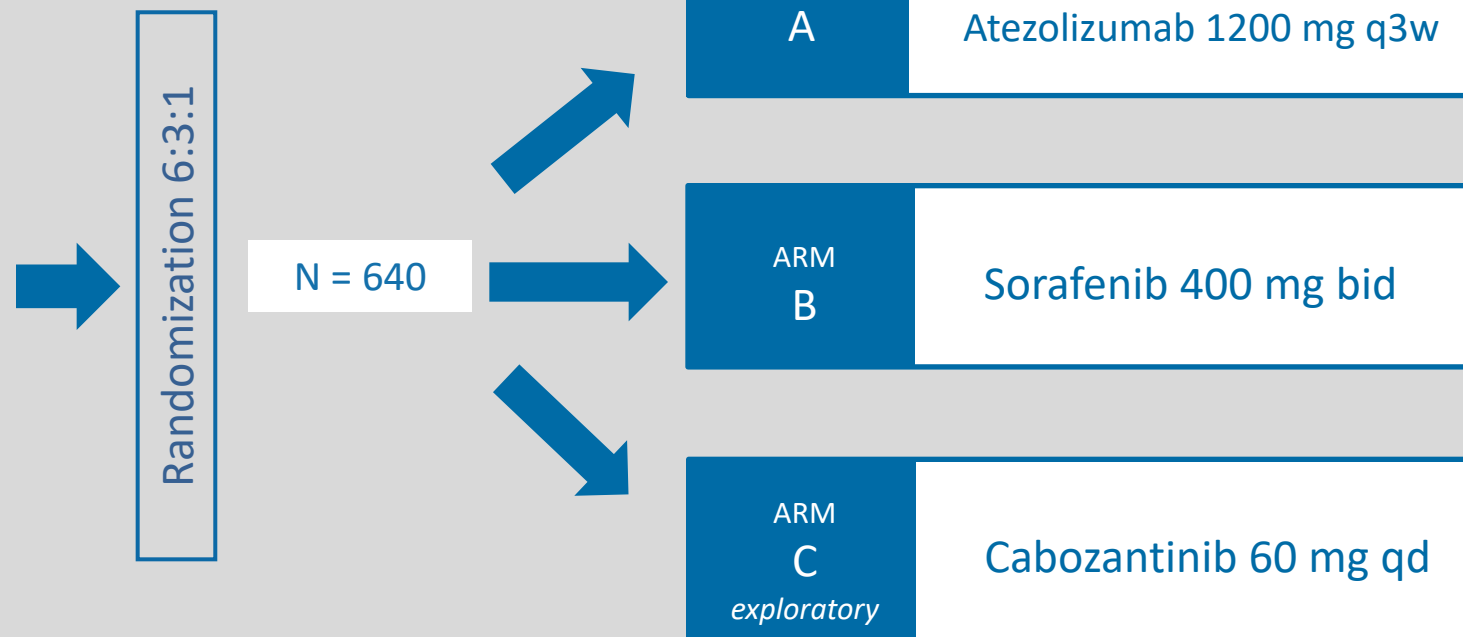 Randomization 6:3:1
N = 640
A
Atezolizumab 1200 mg q3w
ARM
B
Sorafenib 400 mg bid
ARM
C
exploratory
Cabozantinib 60 mg qd